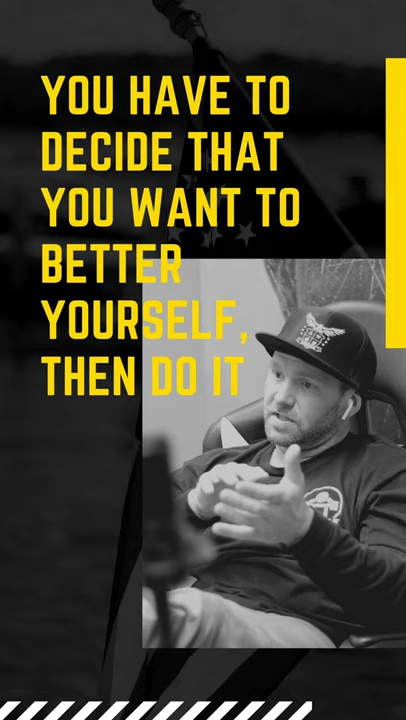 YOU HAVE TO
DECIDE THAT
YOU WANT TO
BETTER
YOURSELF,
THEN DO IT